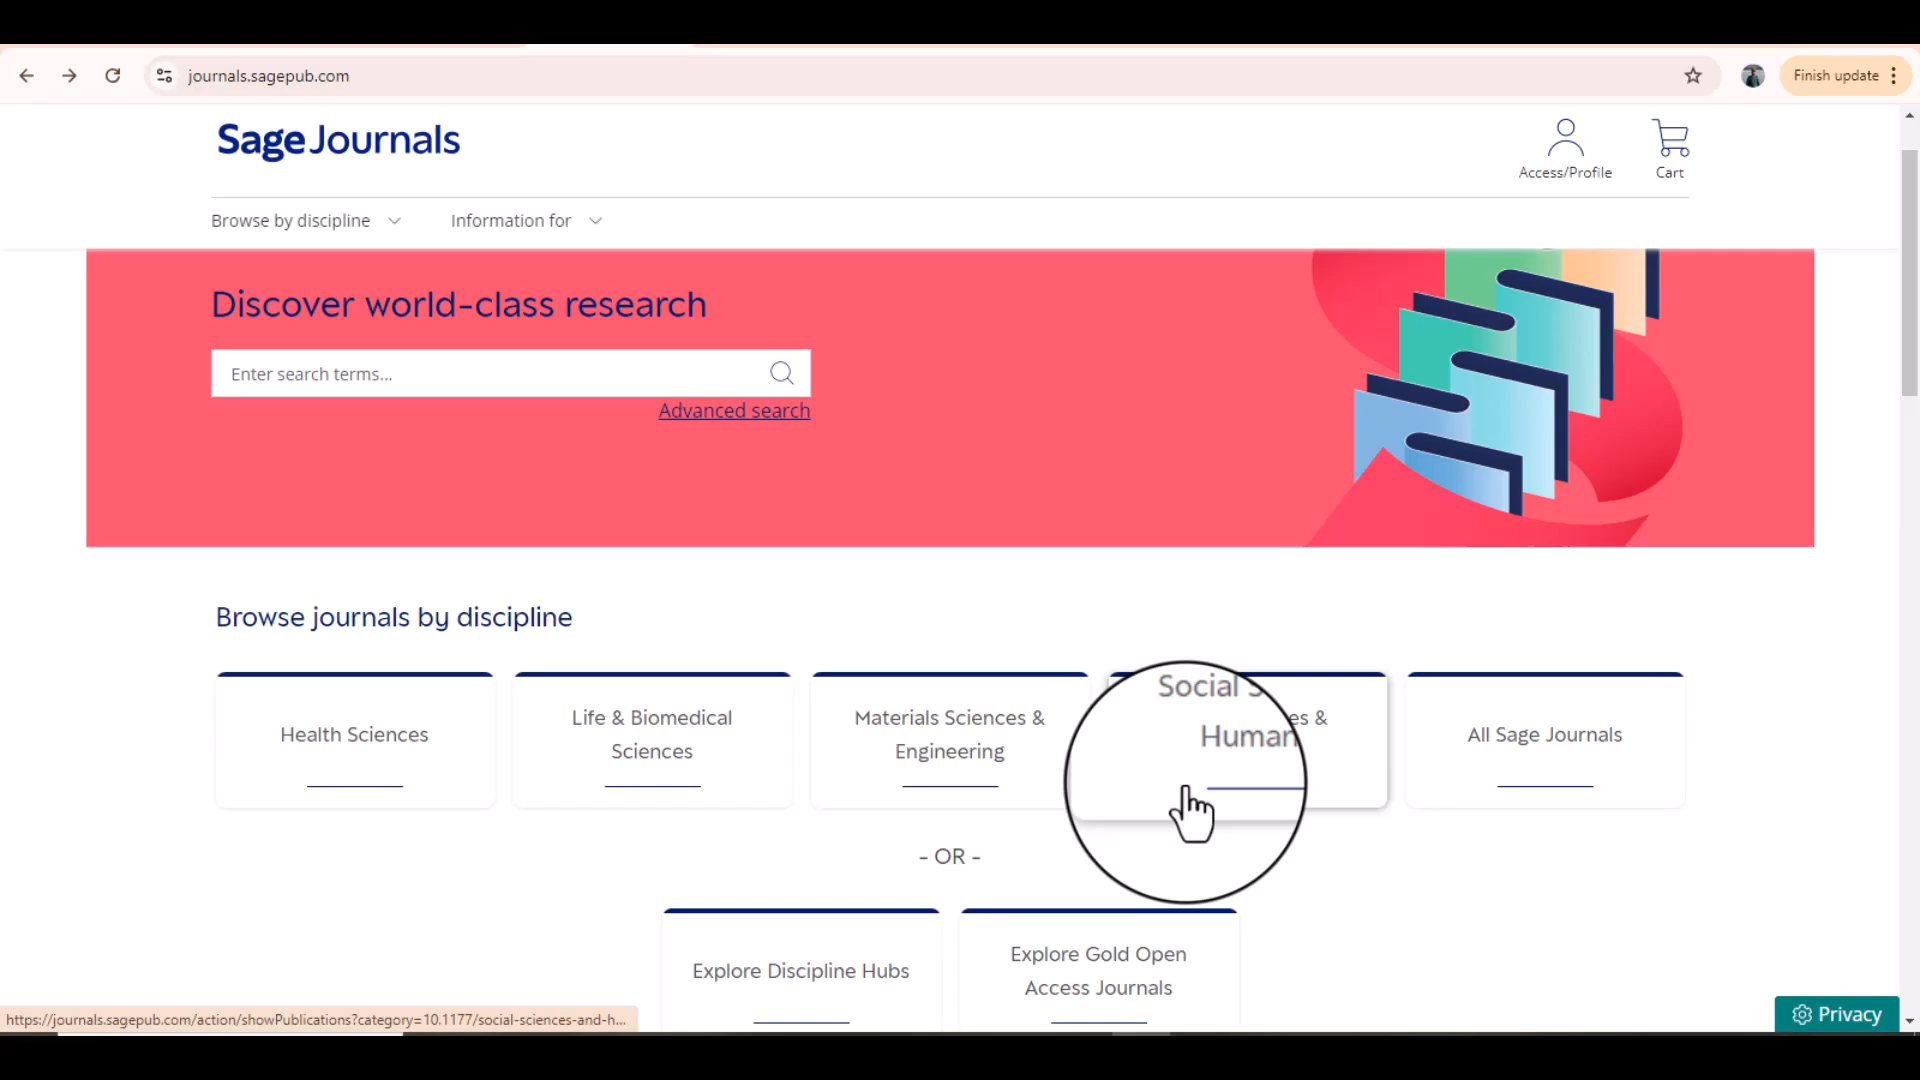 journals.sagepub.com
Finish update
Sage Journals
Access/Profile
Cart
Browse by discipline
Information for
Discover world-class research
Enter search terms...
Advanced search
Browse journals by discipline
Health Sciences
Life & Biomedical
Sciences
Materials Sciences &
Engineering
Social S
es &
Human
All Sage Journals
- OR -
Explore Discipline Hubs
Explore Gold Open
Access Journals
https://journals.sagepub.com/action/showPublications?category=10.1177/social-sciences-and-h...
Privacy